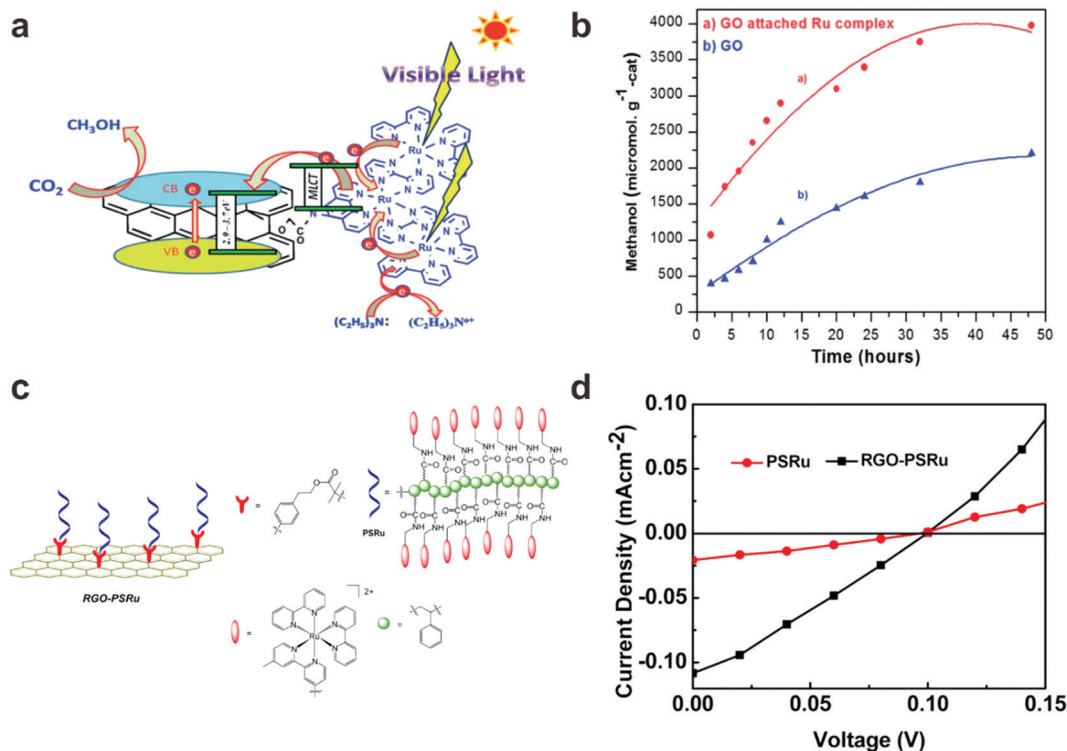 a
Visible Light
CH₃OH
CO₂
CB
e
VB
e
2.9–3.7eV
MLCT
e
e
e
e
O
C
O
N
Ru
Ru
Ru
(C₂H₅)₃N:
(C₂H₅)₃N°⁺
b
a) GO attached Ru complex
b) GO
a)
b)
Methanol (micromol. g⁻¹-cat)
4000
3500
3000
2500
2000
1500
1000
500
0
0 5 10 15 20 25 30 35 40 45 50
Time (hours)
c
RGO-PSRu
=
O
O
PSRu
=
NH
C=O
=
N
Ru
2+
=
d
PSRu
RGO-PSRu
Current Density (mAcm⁻²)
0.10
0.05
0.00
-0.05
-0.10
0.00 0.05 0.10 0.15
Voltage (V)